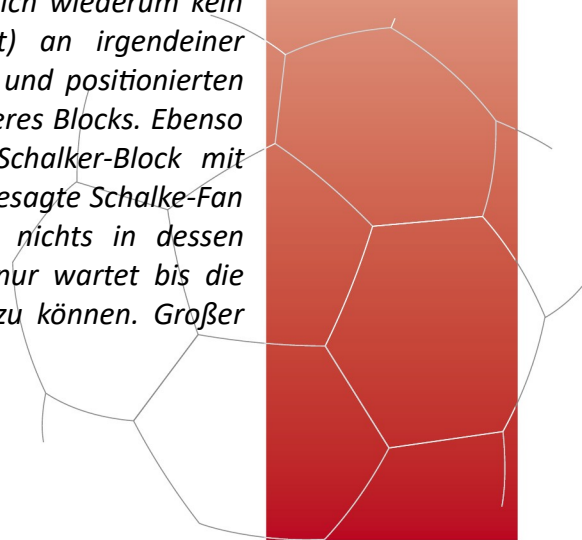 ich wiederum kein
t) an irgendeiner
und positionierten
eres Blocks. Ebenso
Schalker-Block mit
esagte Schalke-Fan
nichts in dessen
nur wartet bis die
zu können. Großer